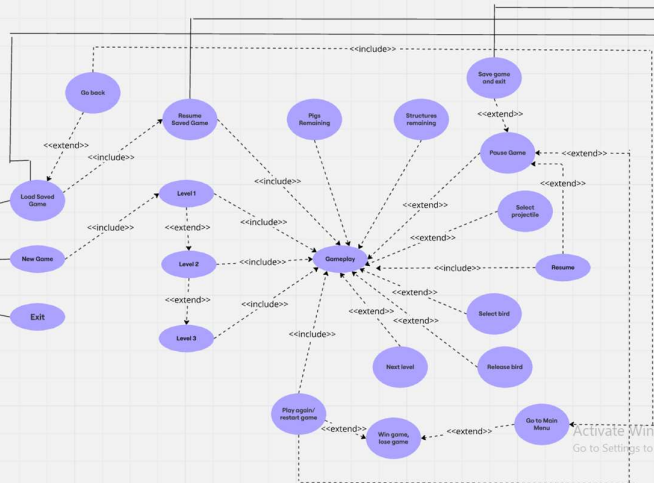 <<include>>
Go back
Save game
and exit
Resume
Saved Game
Pigs
Remaining
Structures
remaining
<<extend>>
<<extend>>
Pause Game
<<extend>>
<<include>>
<<extend>>
<<include>>
Load Saved
Game
Level 1
<<extend>>
Select
projectile
<<include>>
<<extend>>
<<include>>
<<extend>>
New Game
Level 2
<<include>>
Gameplay
<<include>>
Resume
<<extend>>
<<include>>
<<extend>>
<<extend>>
<<extend>>
Select bird
Exit
Level 3
<<include>>
Next level
Release bird
Play again/
restart game
<<extend>>
Win game,
lose game
<<extend>>
Go to Main
Menu
Activate Win
Go to Settings to